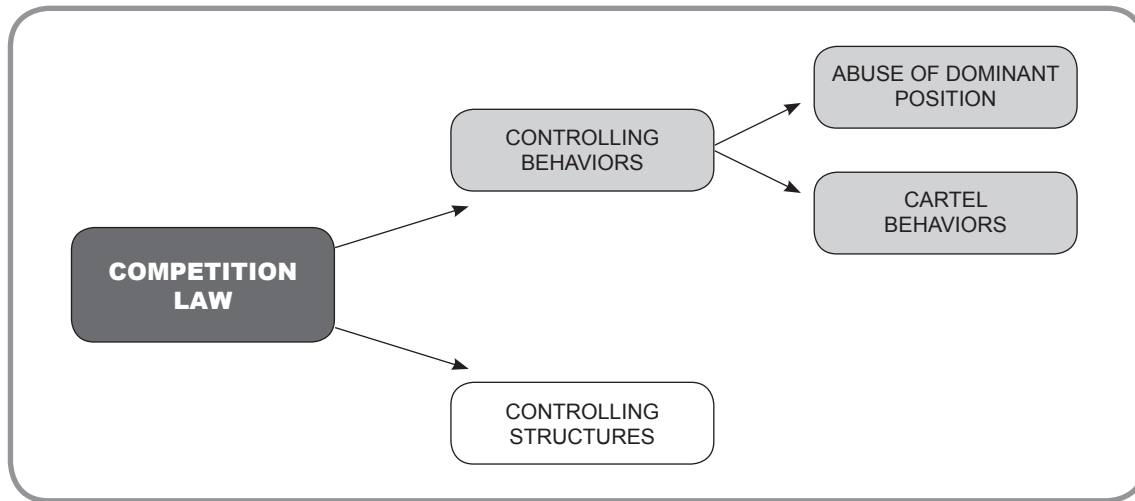 ABUSE OF DOMINANT
POSITION
CONTROLLING
BEHAVIORS
CARTEL
BEHAVIORS
COMPETITION
LAW
CONTROLLING
STRUCTURES